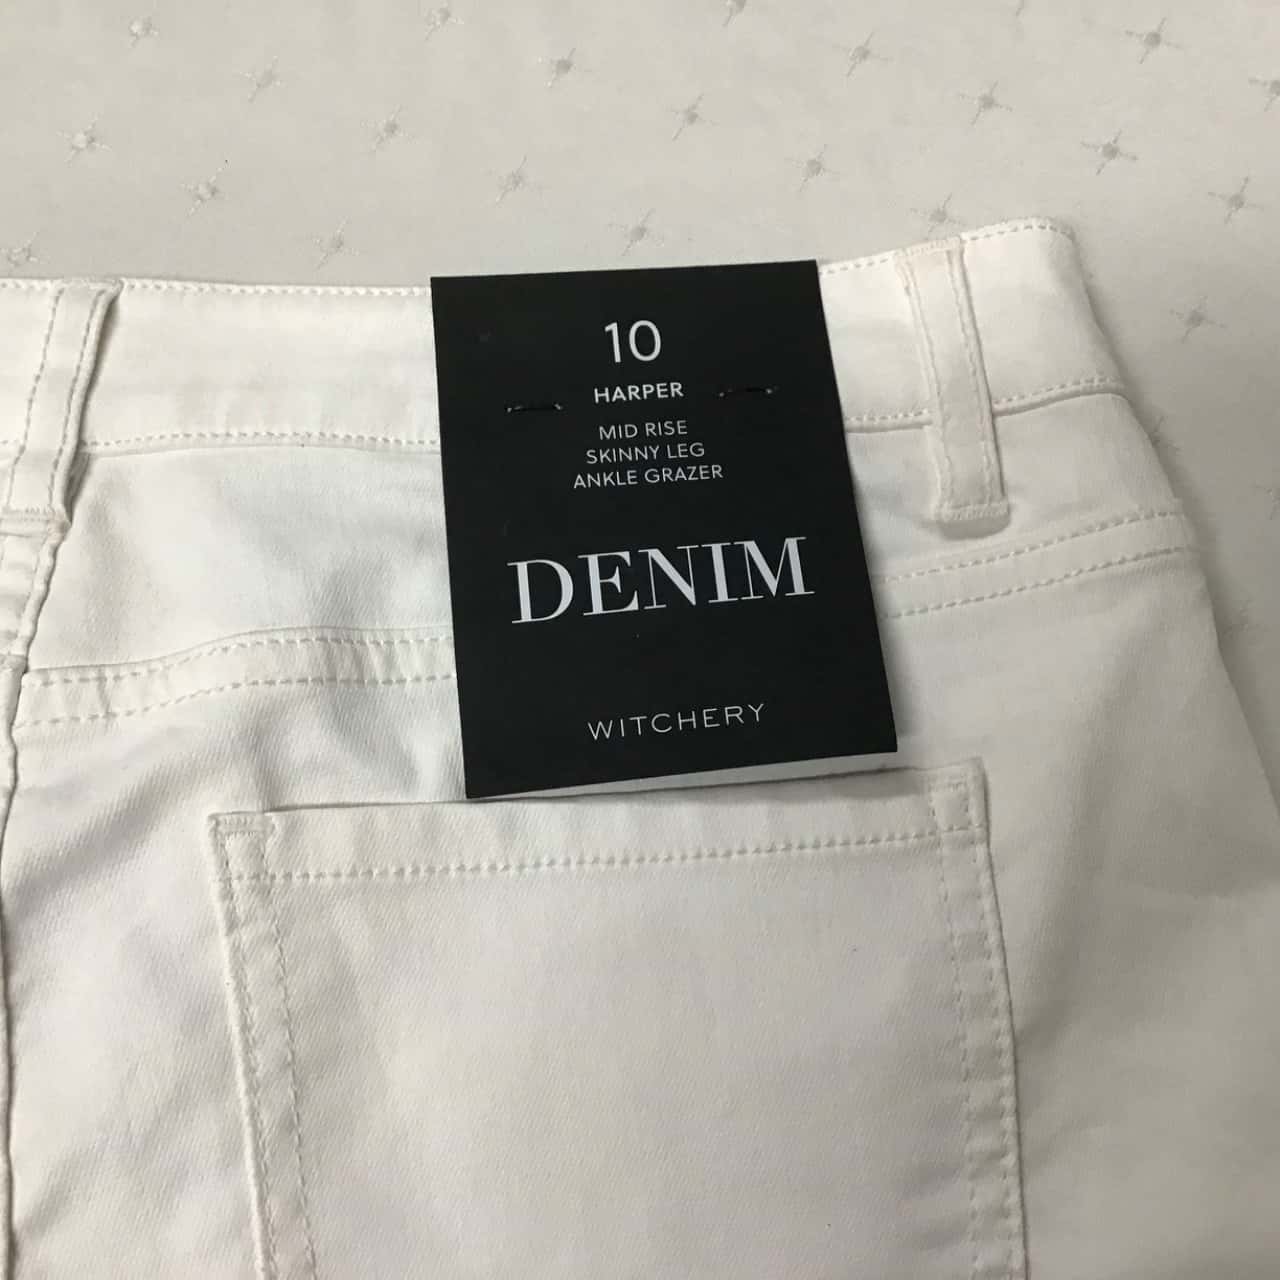 10
HARPER
MID RISE
SKINNY LEG
ANKLE GRAZER
DENIM
WITCHERY